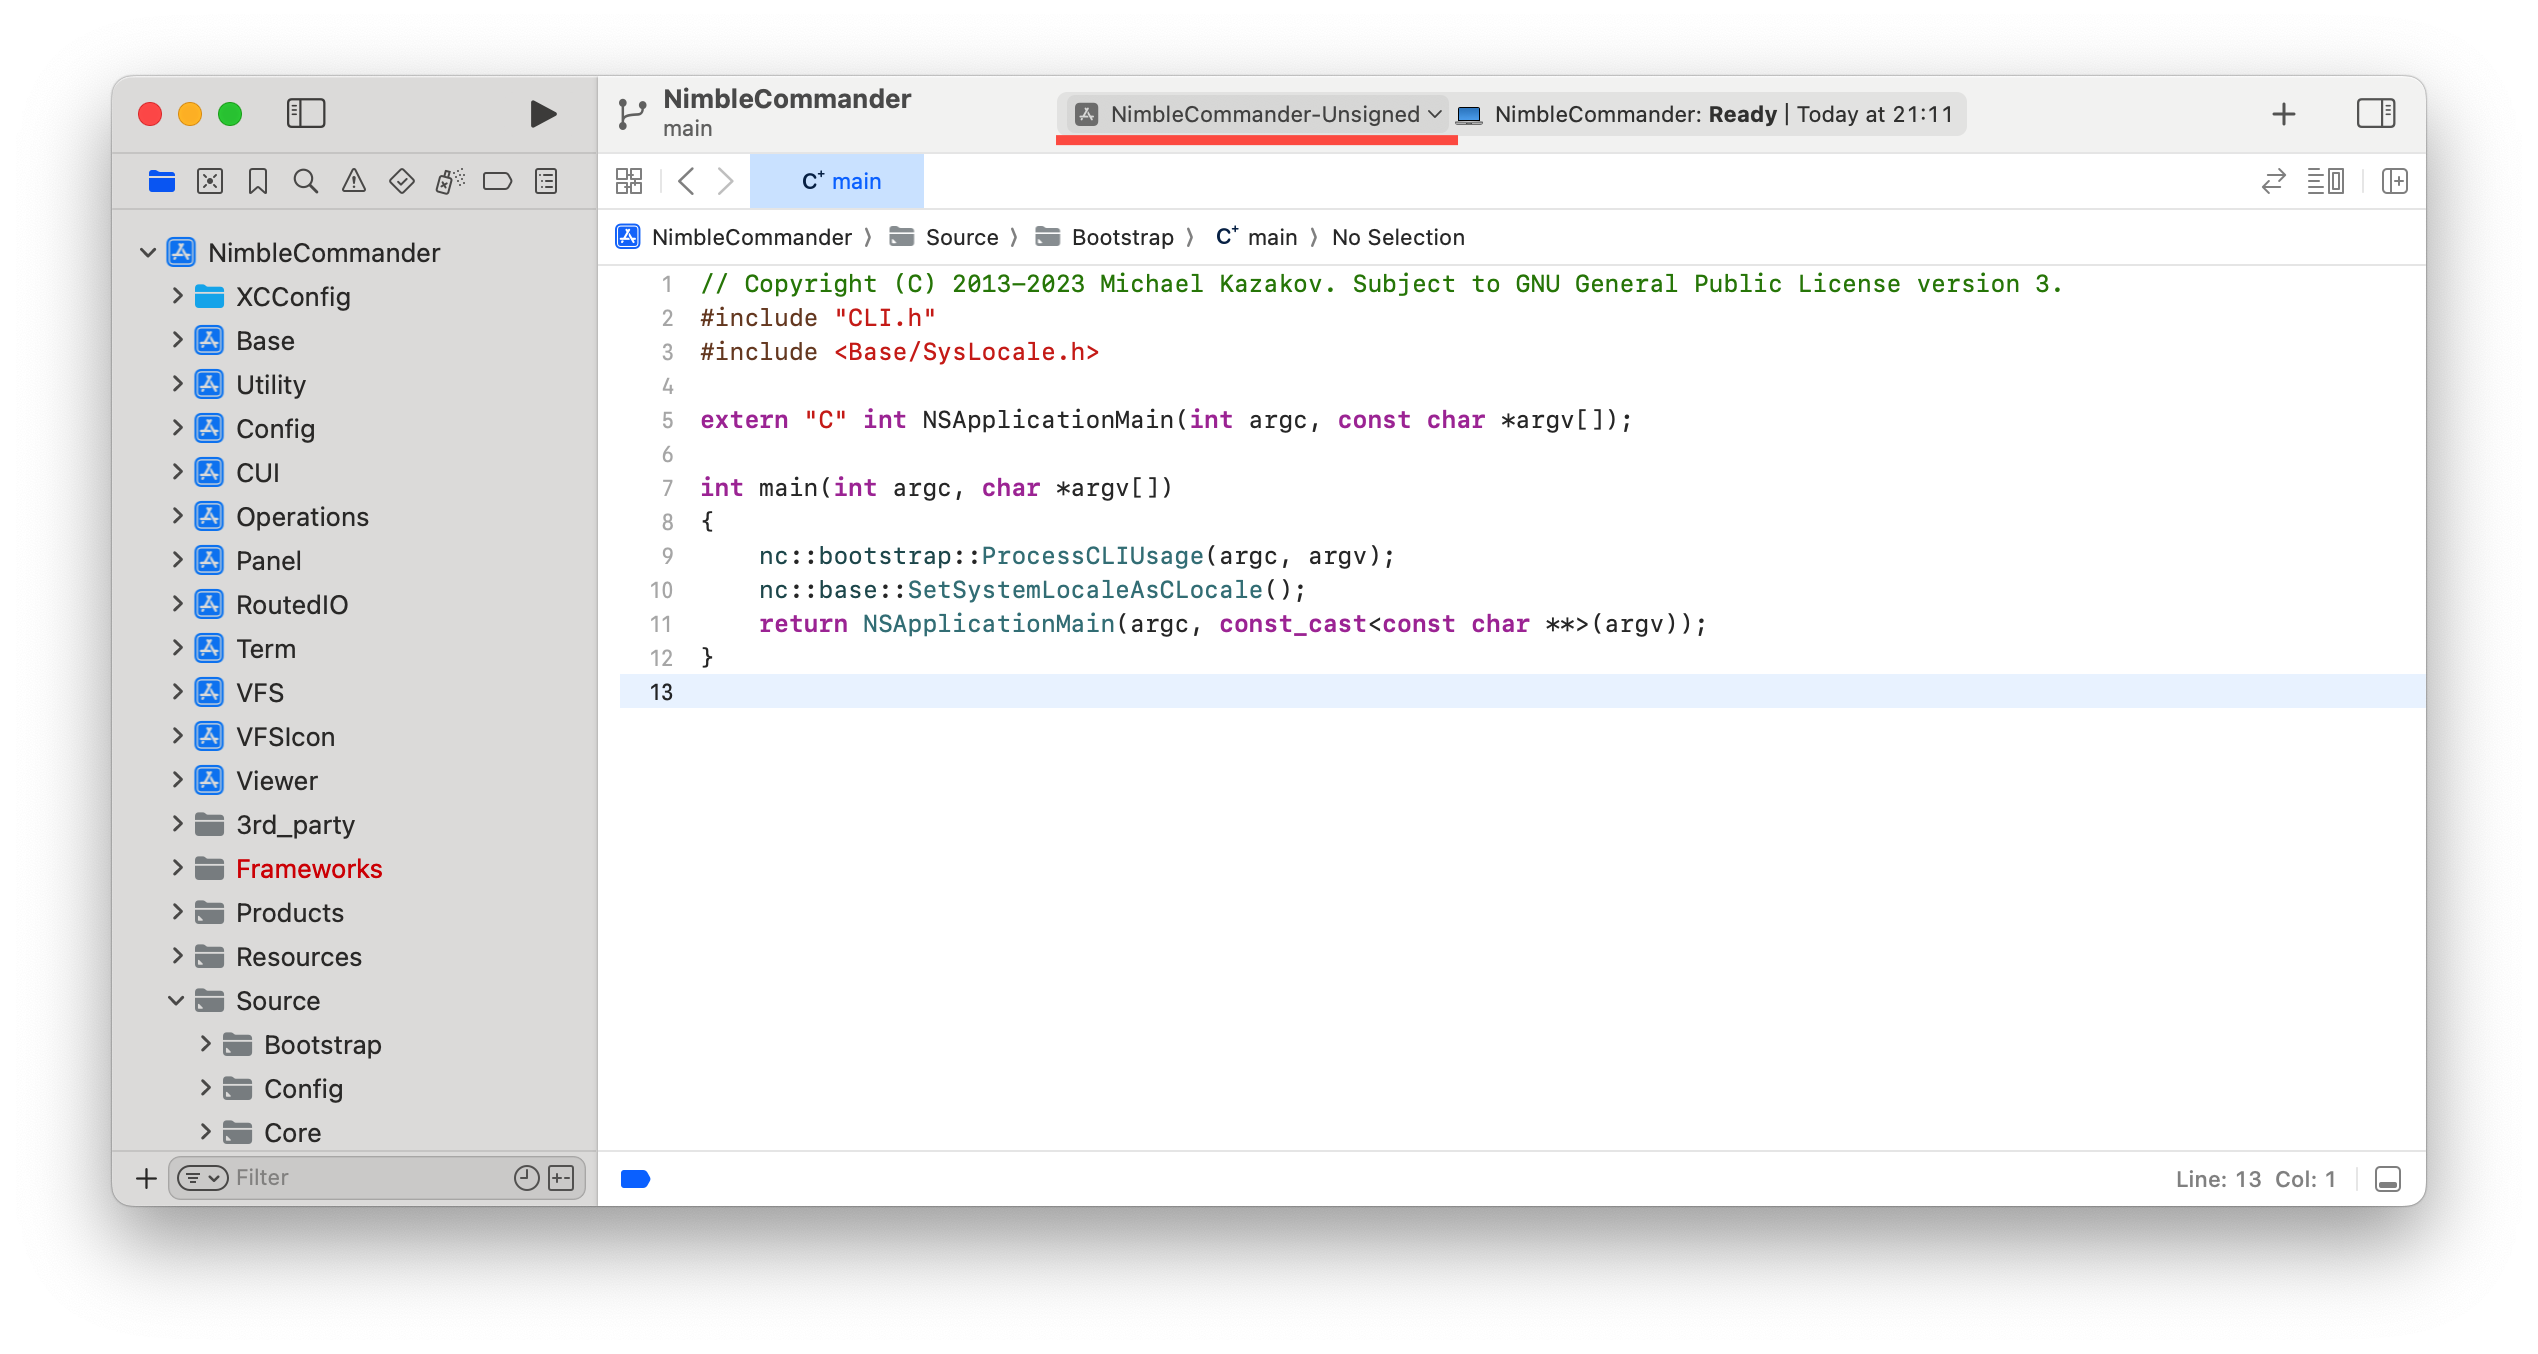 NimbleCommander
main
NimbleCommander-Unsigned
NimbleCommander: Ready | Today at 21:11
C+ main
NimbleCommander 〉 Source 〉 Bootstrap 〉 C+ main 〉 No Selection
NimbleCommander
XCConfig
Base
Utility
Config
CUI
Operations
Panel
RoutedIO
Term
VFS
VFSIcon
Viewer
3rd_party
Frameworks
Products
Resources
Source
Bootstrap
Config
Core
Filter
1 // Copyright (C) 2013-2023 Michael Kazakov. Subject to GNU General Public License version 3.
2 #include "CLI.h"
3 #include <Base/SysLocale.h>
4
5 extern "C" int NSApplicationMain(int argc, const char *argv[]);
6
7 int main(int argc, char *argv[])
8 {
9     nc::bootstrap::ProcessCLIUsage(argc, argv);
10     nc::base::SetSystemLocaleAsCLocale();
11     return NSApplicationMain(argc, const_cast<const char **>(argv));
12 }
13
Line: 13 Col: 1